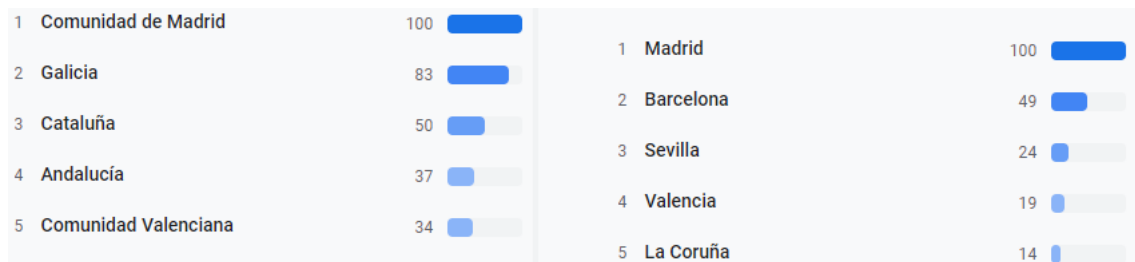 1 Comunidad de Madrid 100
2 Galicia 83
3 Cataluña 50
4 Andalucía 37
5 Comunidad Valenciana 34
1 Madrid 100
2 Barcelona 49
3 Sevilla 24
4 Valencia 19
5 La Coruña 14